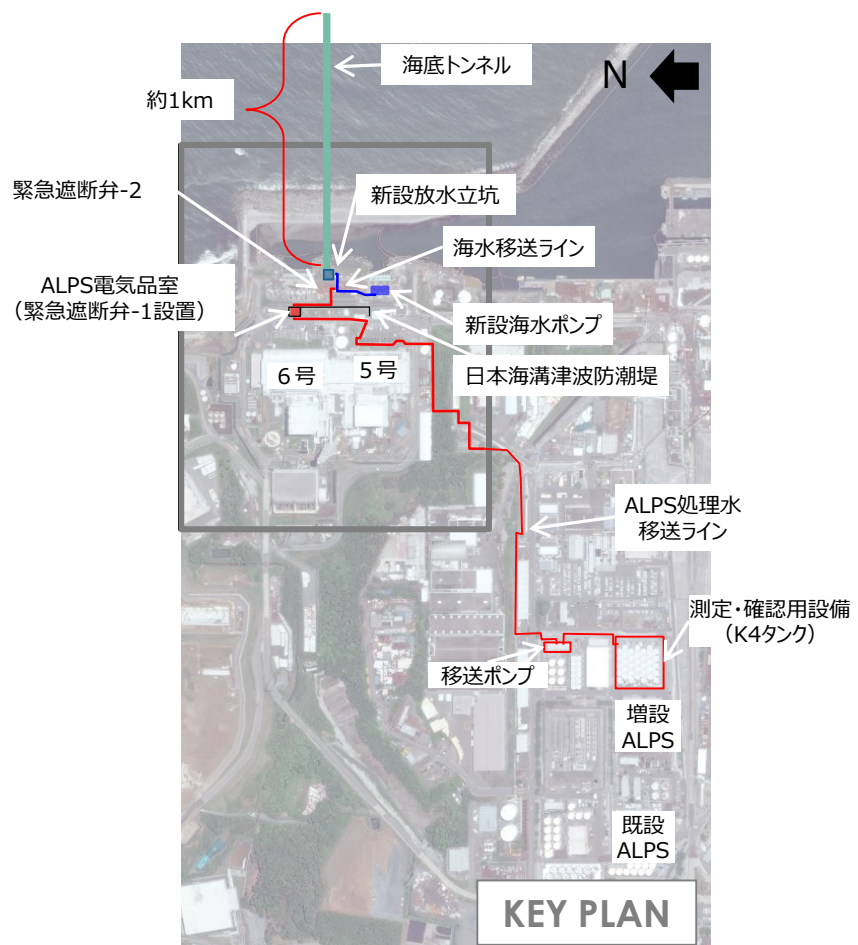 海底トンネル
N
約1km
緊急遮断弁-2
新設放水立坑
海水移送ライン
ALPS電気品室
（緊急遮断弁-1設置）
新設海水ポンプ
6号
5号
日本海溝津波防潮堤
ALPS処理水
移送ライン
測定・確認用設備
（K4タンク）
移送ポンプ
増設
ALPS
既設
ALPS
KEY PLAN